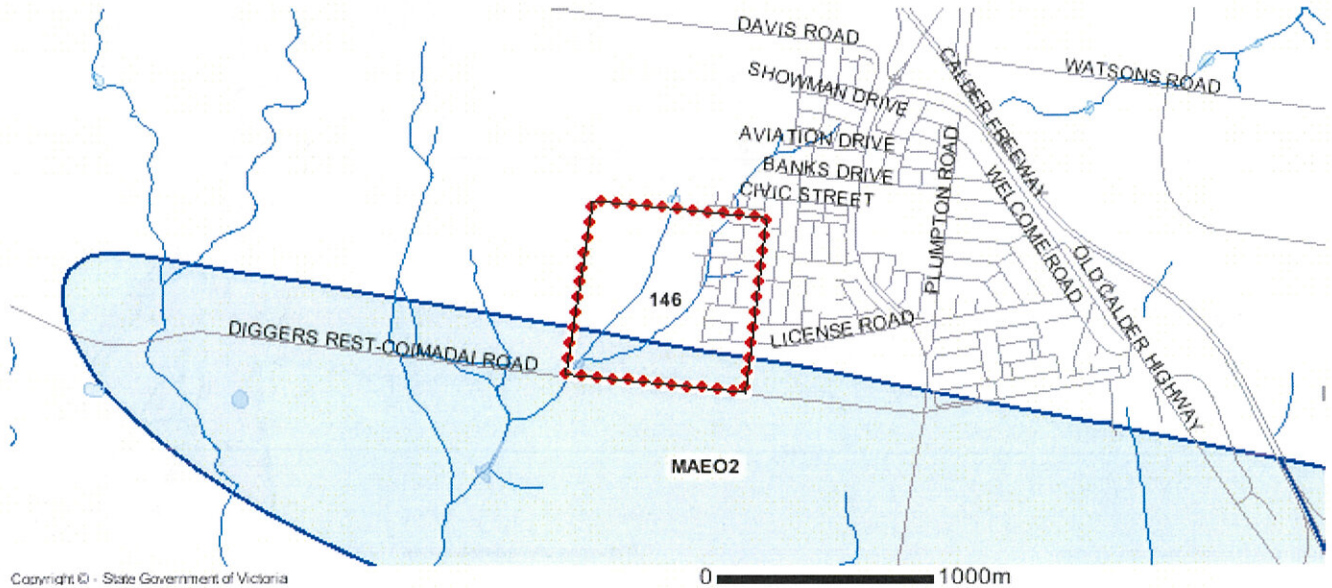 DAVIS ROAD
CALDER FREEWAY
WATSONS ROAD
SHOWMAN DRIVE
AVIATION DRIVE
PLUMPTON ROAD
BANKS DRIVE
CIVIC STREET
WELCOME ROAD
OLD CALDER HIGHWAY
146
LICENSE ROAD
DIGGERS REST-COIMADAI ROAD
MAEO2
Copyright © - State Government of Victoria
0 1000m